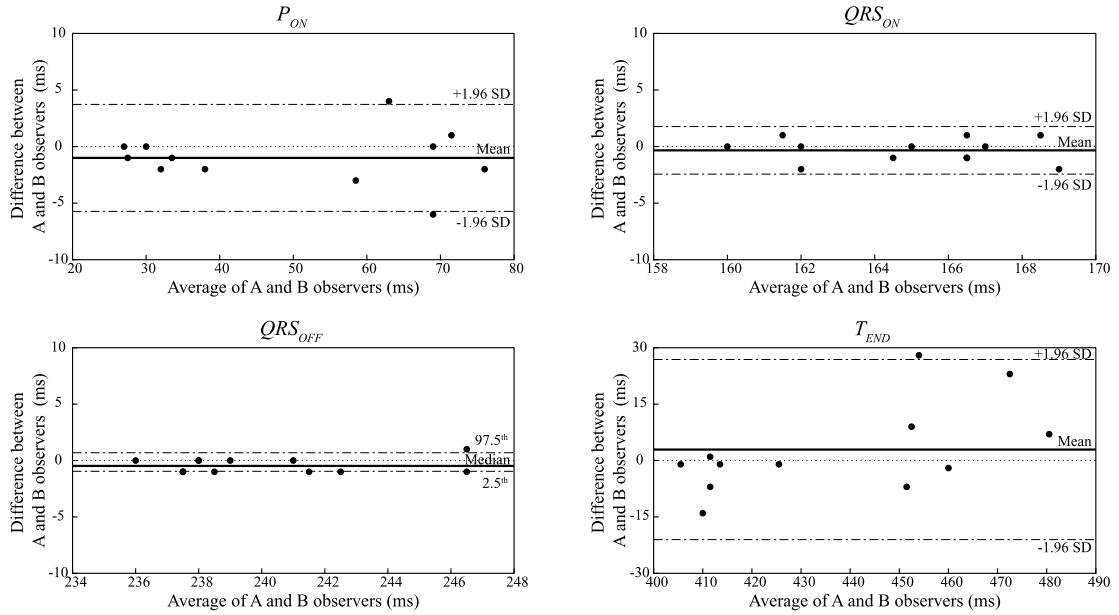 P_ON
Difference between
A and B observers (ms)
10
5
0
-5
-10
+1.96 SD
Mean
-1.96 SD
20 30 40 50 60 70 80
Average of A and B observers (ms)
QRS_ON
Difference between
A and B observers (ms)
10
5
0
-5
-10
+1.96 SD
Mean
-1.96 SD
158 160 162 164 166 168 170
Average of A and B observers (ms)
QRS_OFF
Difference between
A and B observers (ms)
10
5
0
-5
-10
97.5th
Median
2.5th
234 236 238 240 242 244 246 248
Average of A and B observers (ms)
T_END
Difference between
A and B observers (ms)
30
15
0
-15
-30
+1.96 SD
Mean
-1.96 SD
400 410 420 430 440 450 460 470 480 490
Average of A and B observers (ms)